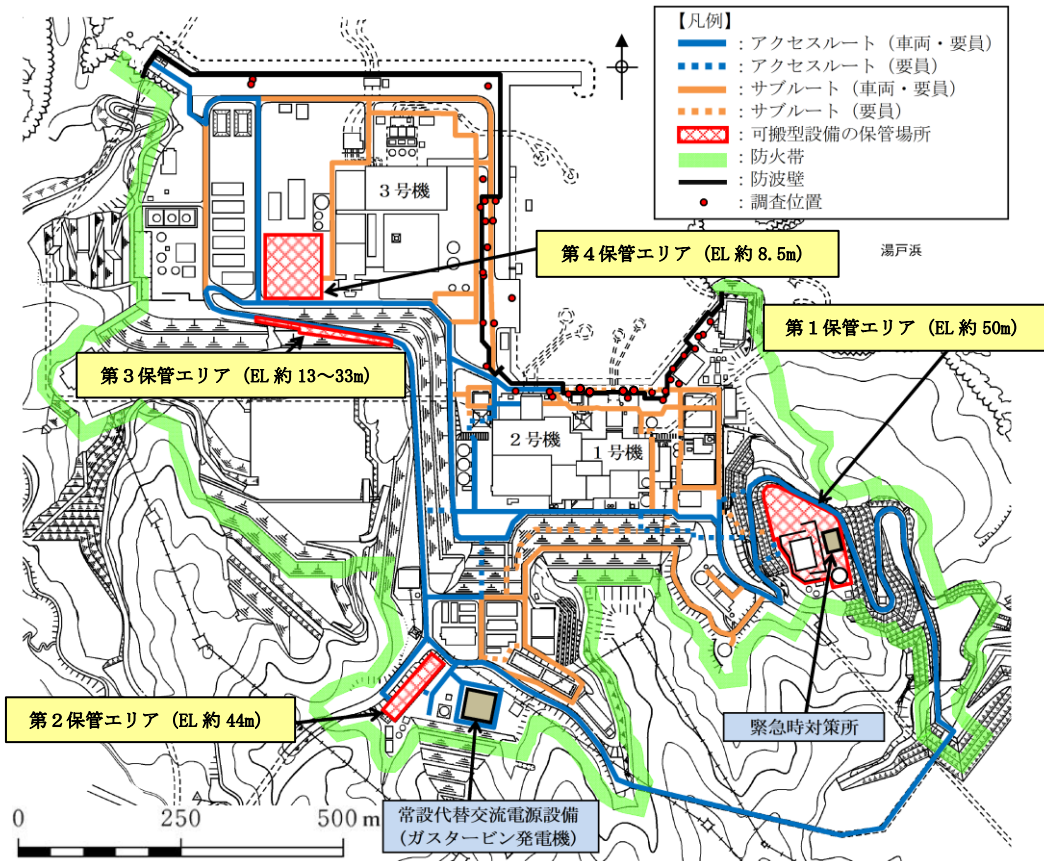 【凡例】
：アクセスルート（車両・要員）
：アクセスルート（要員）
：サブルート（車両・要員）
：サブルート（要員）
：可搬型設備の保管場所
：防火帯
：防波壁
：調査位置
3号機
湯戸浜
第４保管エリア（EL 約 8.5m）
第１保管エリア（EL 約 50m）
第３保管エリア（EL 約 13～33m）
2号機
1号機
第２保管エリア（EL 約 44m）
緊急時対策所
常設代替交流電源設備
(ガスタービン発電機)
0 250 500 m